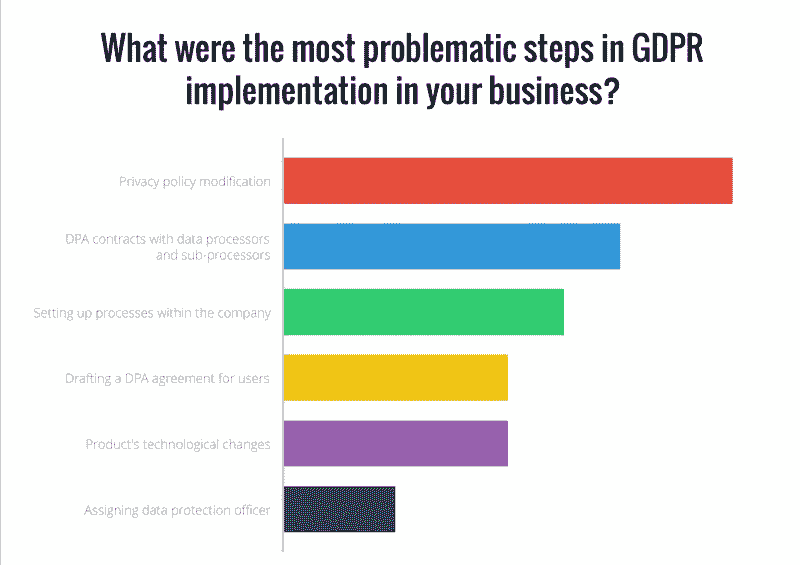 What were the most problematic steps in GDPR
implementation in your business?
Privacy policy modification
DPA contracts with data processors
and sub-processors
Setting up processes within the company
Drafting a DPA agreement for users
Product's technological changes
Assigning data protection officer